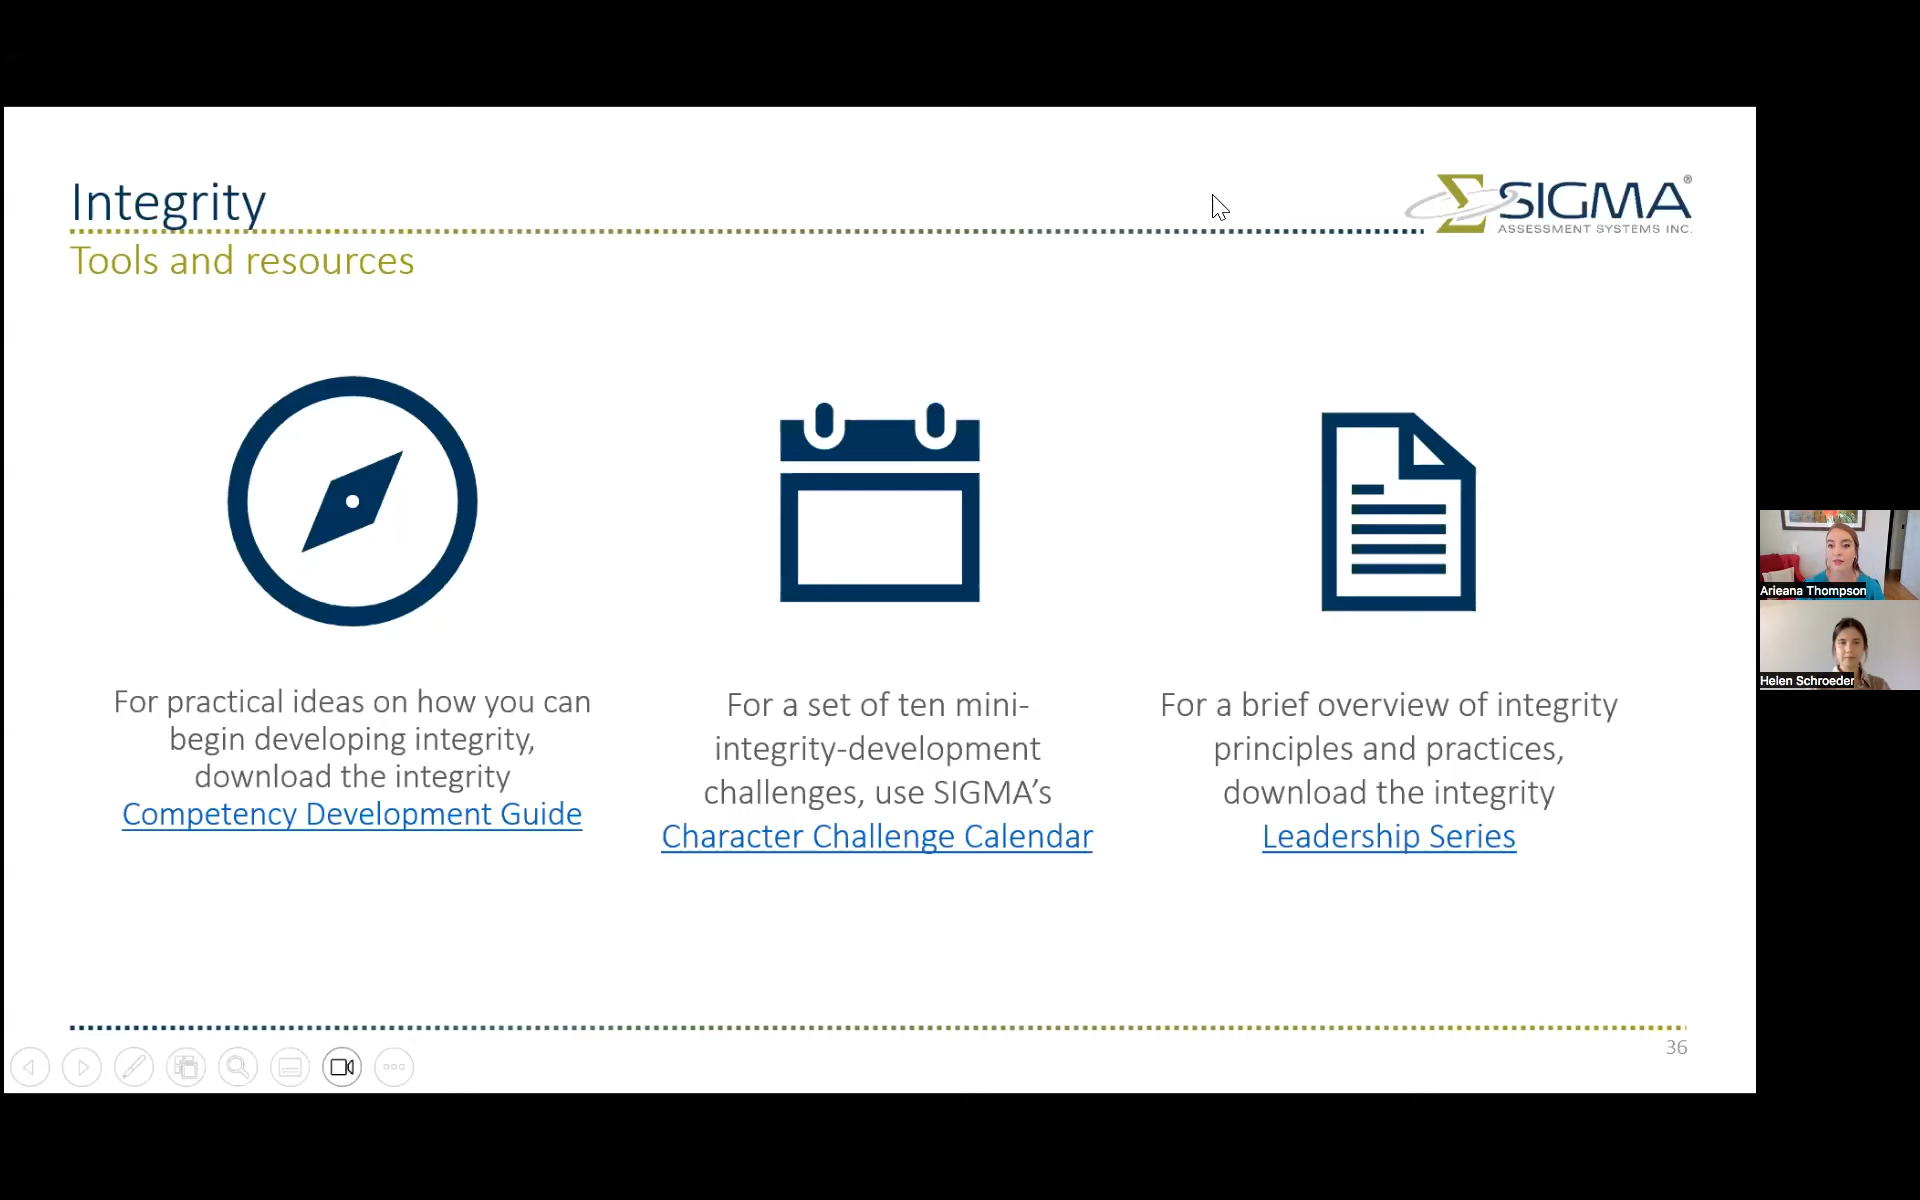 Integrity
Tools and resources
Σ SIGMA®
ASSESSMENT SYSTEMS INC.
For practical ideas on how you can
begin developing integrity,
download the integrity
Competency Development Guide
For a set of ten mini-
integrity-development
challenges, use SIGMA’s
Character Challenge Calendar
For a brief overview of integrity
principles and practices,
download the integrity
Leadership Series
36
Arieana Thompson
Helen Schroeder